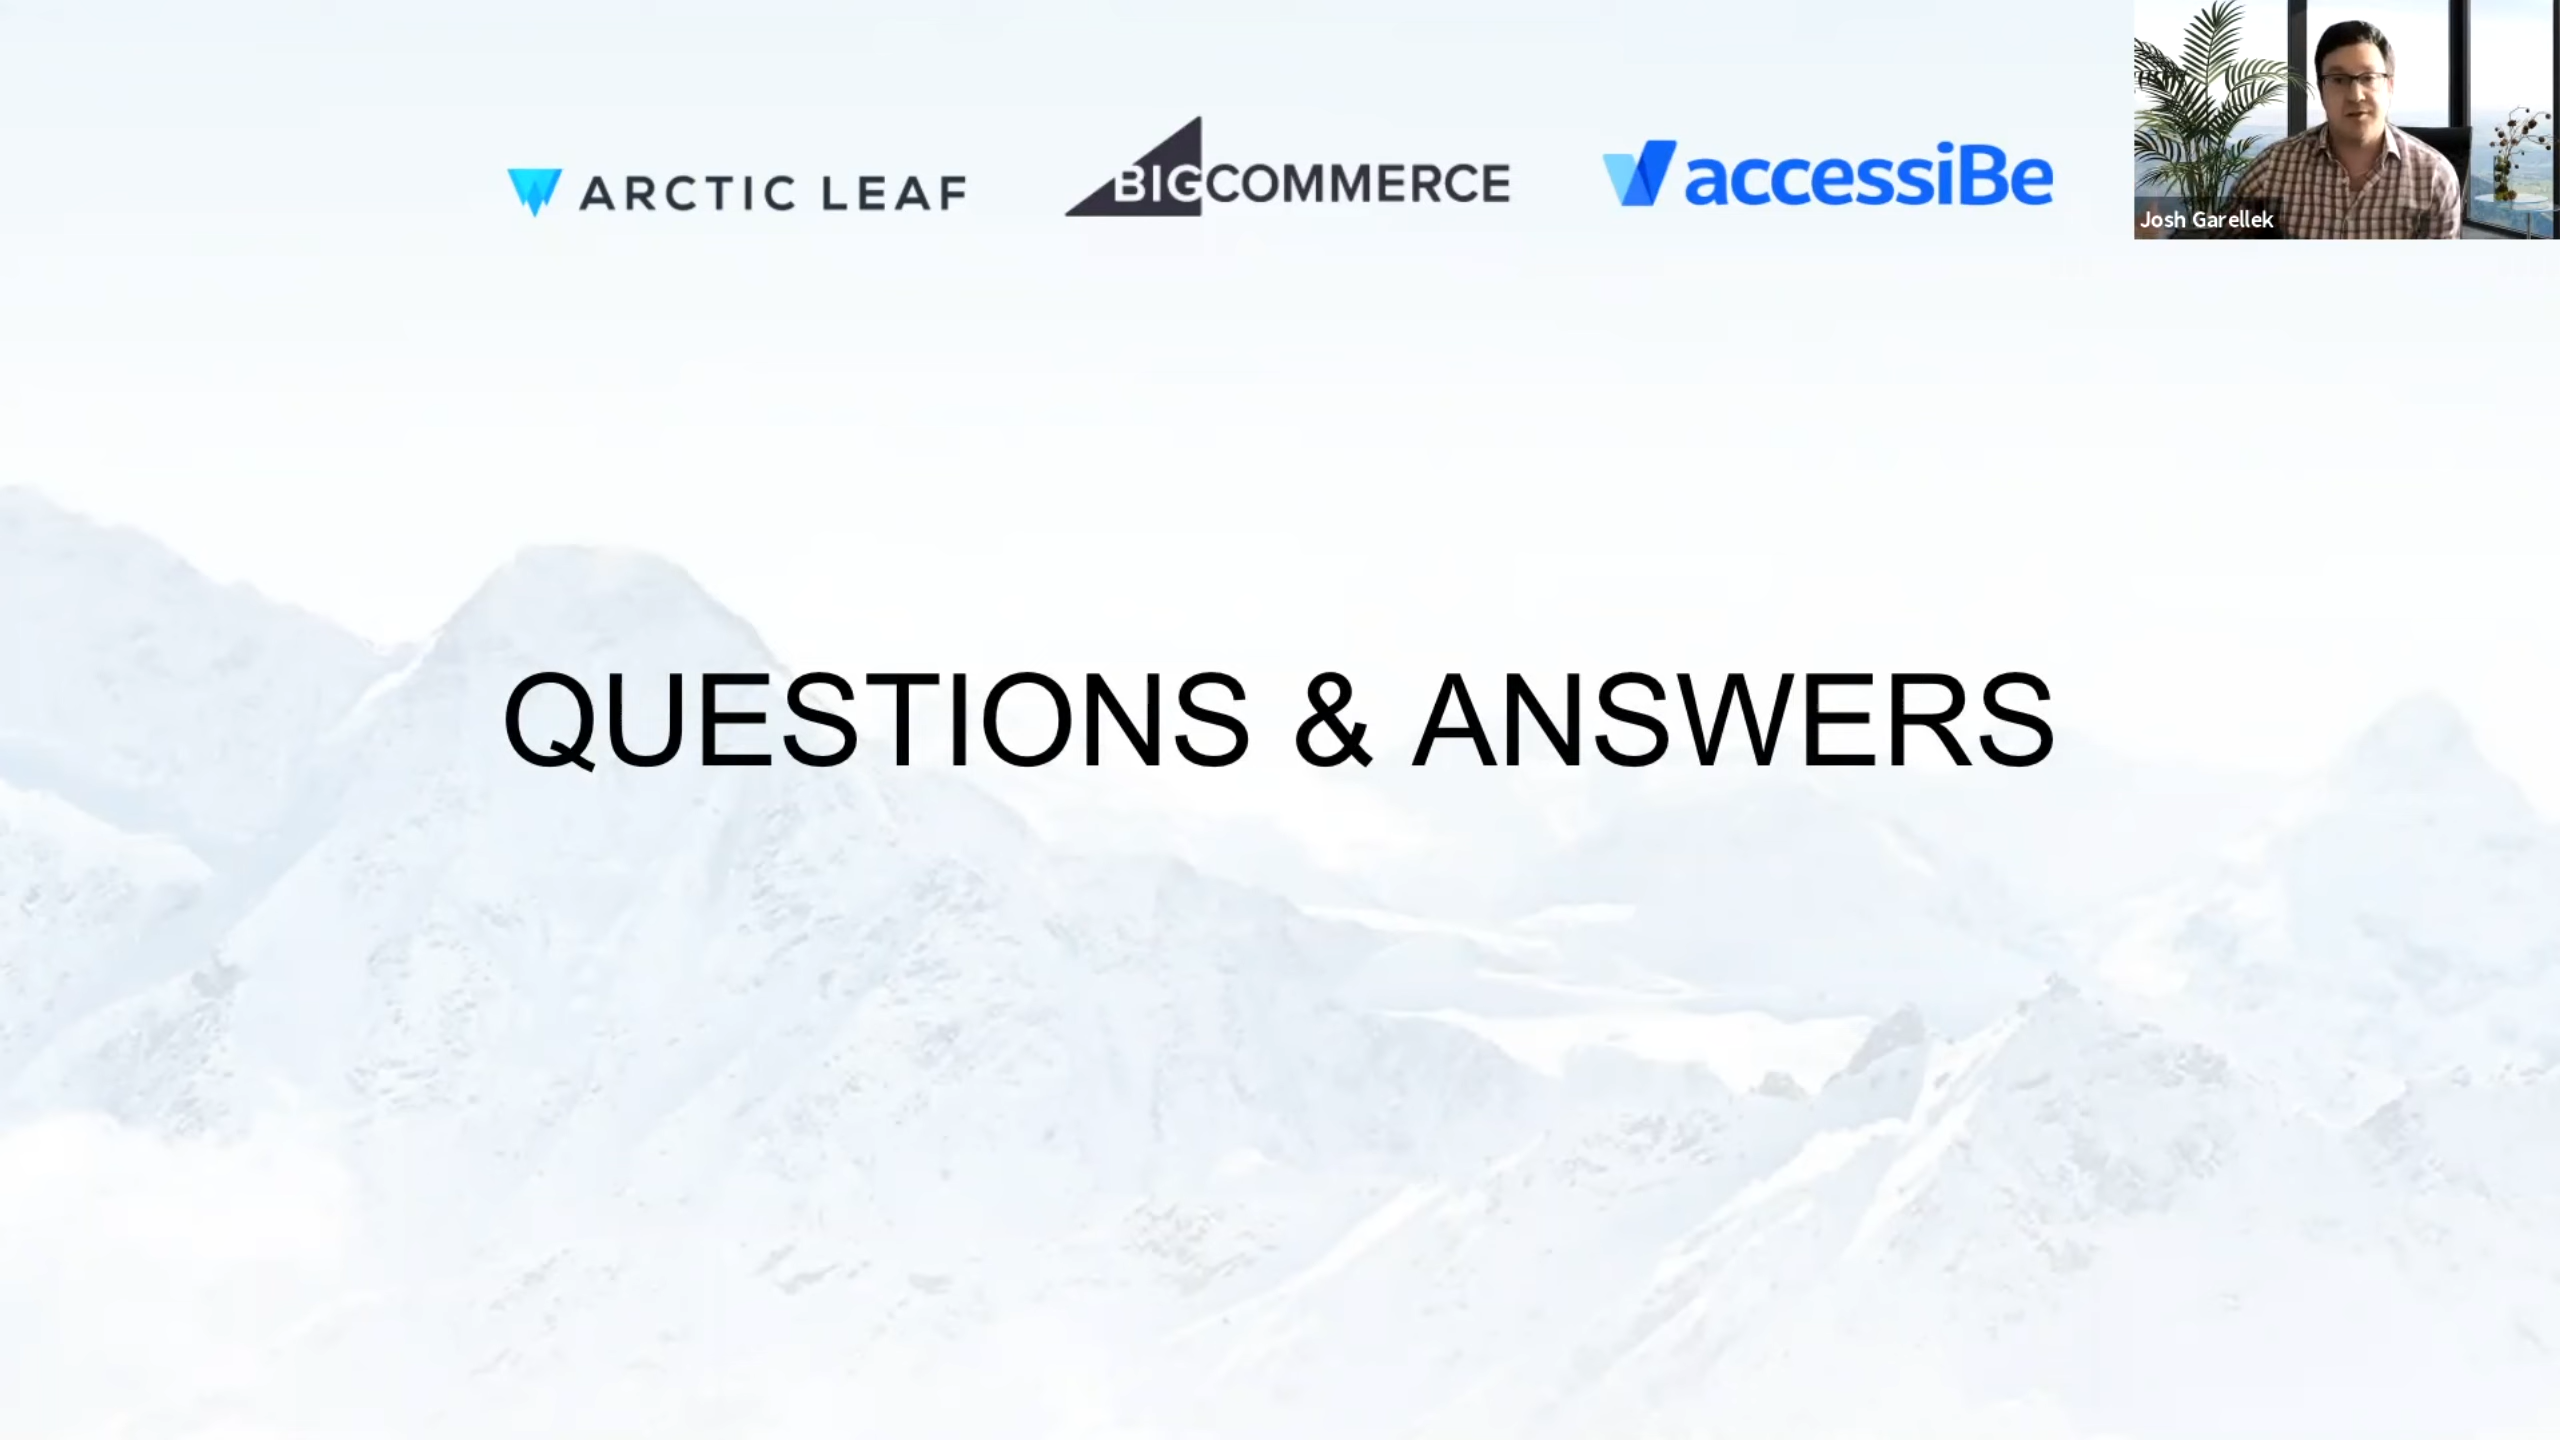 ARCTIC LEAF
BIGCOMMERCE
accessiBe
Josh Garellek
QUESTIONS & ANSWERS